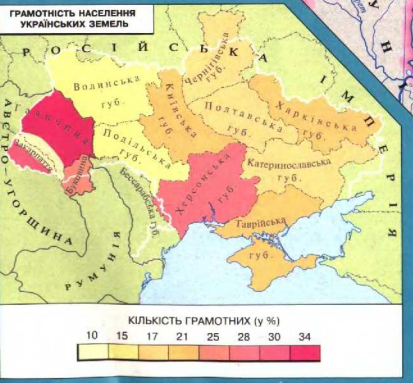 ГРАМОТНІСТЬ НАСЕЛЕННЯ
УКРАЇНСЬКИХ ЗЕМЕЛЬ
РОСІЙСЬКА ІМПЕРІЯ
Чернігівська
губ.
Волинська
губ.
Київська
губ.
Полтавська
губ.
Харківська
губ.
АВСТРО-УГОРЩИНА
Галичина
Закарпаття
Буковина
Подільська
губ.
Бессарабська губ.
Херсонська
губ.
Катеринославська
губ.
Таврійська
губ.
РУМУНІЯ
КІЛЬКІСТЬ ГРАМОТНИХ (у %)
10 15 17 21 25 28 30 34